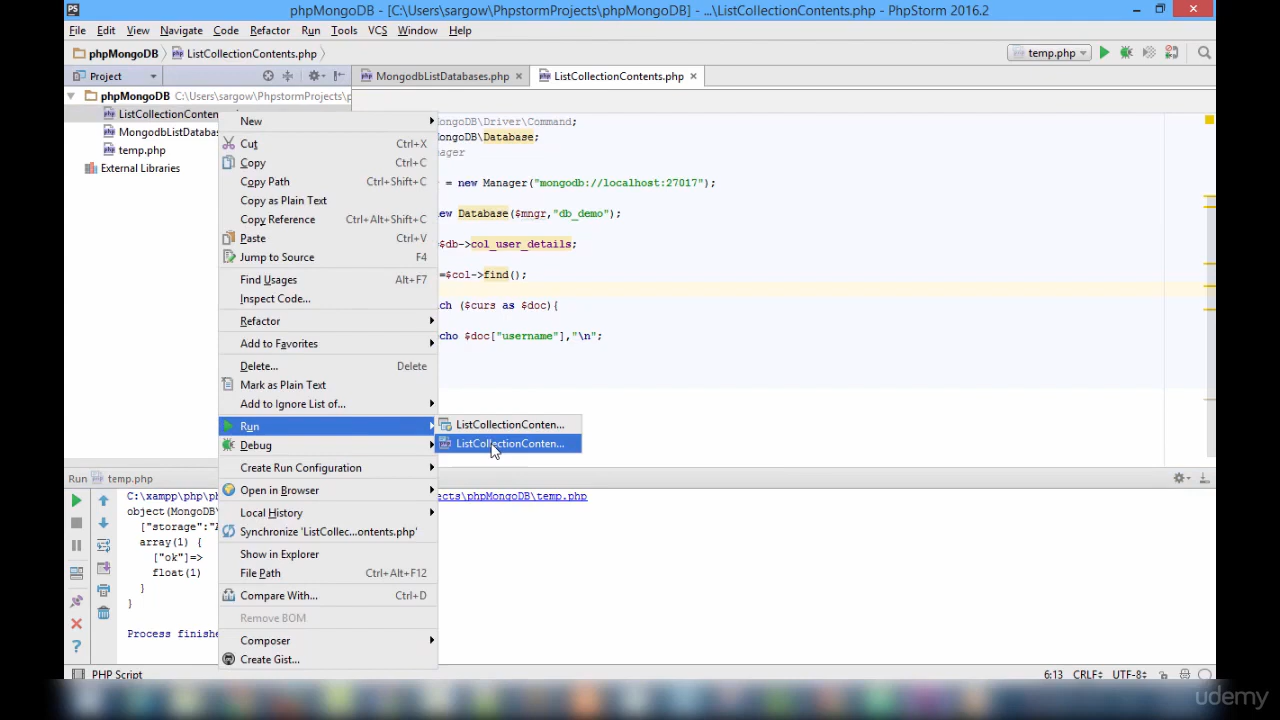 phpMongoDB - [C:\Users\sargow\PhpstormProjects\phpMongoDB] - ...\ListCollectionContents.php - PhpStorm 2016.2
File Edit View Navigate Code Refactor Run Tools VCS Window Help
phpMongoDB ListCollectionContents.php temp.php
Project MongodbListDatabases.php ListCollectionContents.php
phpMongoDB C:\Users\sargow\PhpstormProjects\p
ListCollectionConten
MongodbListDataba
temp.php
External Libraries
ongoDB\Driver\Command;
ongoDB\Database;
ager
= new Manager("mongodb://localhost:27017");
ew Database($mngr,"db_demo");
$db->col_user_details;
=$col->find();
ch ($curs as $doc){
cho $doc["username"],"\n";
New
Cut Ctrl+X
Copy Ctrl+C
Copy Path Ctrl+Shift+C
Copy as Plain Text
Copy Reference Ctrl+Alt+Shift+C
Paste Ctrl+V
Jump to Source F4
Find Usages Alt+F7
Inspect Code...
Refactor
Add to Favorites
Delete... Delete
Mark as Plain Text
Add to Ignore List of...
Run
Debug
Create Run Configuration
Open in Browser
Local History
Synchronize 'ListCollec...ontents.php'
Show in Explorer
File Path Ctrl+Alt+F12
Compare With... Ctrl+D
Remove BOM
Composer
Create Gist...
ListCollectionConten...
ListCollectionConten...
Run temp.php
C:\xampp\php\p
ects\phpMongoDB\temp.php
object(MongoDB\
["storage":"
array(1) {
["ok"]=>
float(1)
}
}
Process finishe
PHP Script 6:13 CRLF UTF-8
udemy